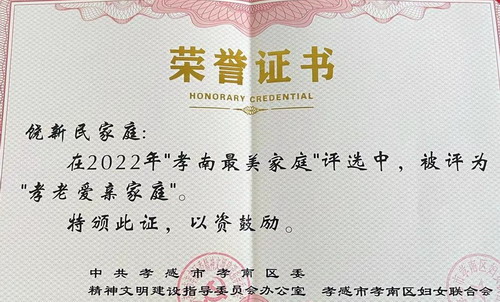 荣誉证书
HONORARY CREDENTIAL
饶新民家庭:
在2022年"孝南最美家庭"评选中，被评为
"孝老爱亲家庭"。
特颁此证，以资鼓励。
中共孝感市孝南区委
精神文明建设指导委员会办公室 孝感市孝南区妇女联合会